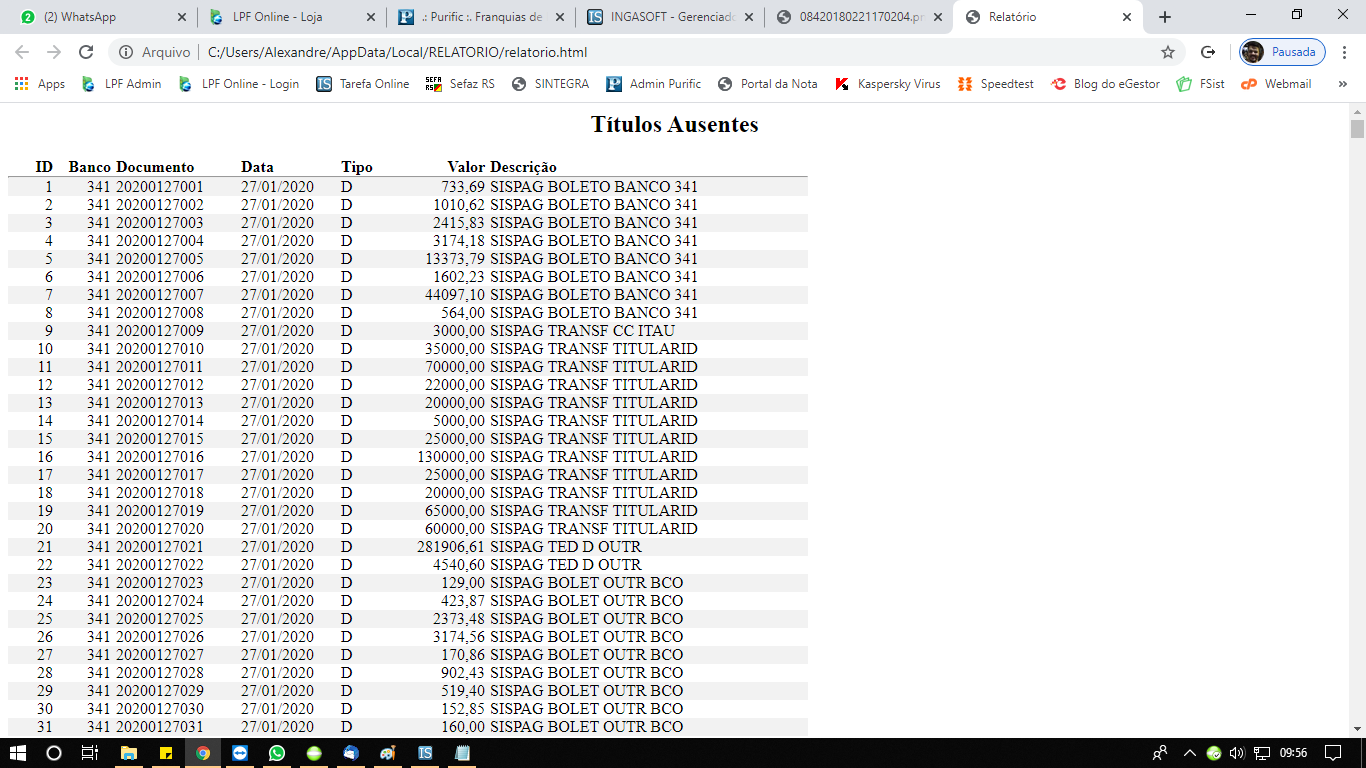 (2) WhatsApp
LPF Online - Loja
.: Purific :. Franquias de
INGASOFT - Gerenciado
08420180221170204.pr
Relatório
Arquivo
C:/Users/Alexandre/AppData/Local/RELATORIO/relatorio.html
Pausada
Apps
LPF Admin
LPF Online - Login
IS Tarefa Online
SEFA RS Sefaz RS
SINTEGRA
Admin Purific
Portal da Nota
Kaspersky Virus
Speedtest
Blog do eGestor
FSist
Webmail
»
Títulos Ausentes
ID Banco Documento Data Tipo Valor Descrição
1 341 20200127001 27/01/2020 D 733,69 SISPAG BOLETO BANCO 341
2 341 20200127002 27/01/2020 D 1010,62 SISPAG BOLETO BANCO 341
3 341 20200127003 27/01/2020 D 2415,83 SISPAG BOLETO BANCO 341
4 341 20200127004 27/01/2020 D 3174,18 SISPAG BOLETO BANCO 341
5 341 20200127005 27/01/2020 D 13373,79 SISPAG BOLETO BANCO 341
6 341 20200127006 27/01/2020 D 1602,23 SISPAG BOLETO BANCO 341
7 341 20200127007 27/01/2020 D 44097,10 SISPAG BOLETO BANCO 341
8 341 20200127008 27/01/2020 D 564,00 SISPAG BOLETO BANCO 341
9 341 20200127009 27/01/2020 D 3000,00 SISPAG TRANSF CC ITAU
10 341 20200127010 27/01/2020 D 35000,00 SISPAG TRANSF TITULARID
11 341 20200127011 27/01/2020 D 70000,00 SISPAG TRANSF TITULARID
12 341 20200127012 27/01/2020 D 22000,00 SISPAG TRANSF TITULARID
13 341 20200127013 27/01/2020 D 20000,00 SISPAG TRANSF TITULARID
14 341 20200127014 27/01/2020 D 5000,00 SISPAG TRANSF TITULARID
15 341 20200127015 27/01/2020 D 25000,00 SISPAG TRANSF TITULARID
16 341 20200127016 27/01/2020 D 130000,00 SISPAG TRANSF TITULARID
17 341 20200127017 27/01/2020 D 25000,00 SISPAG TRANSF TITULARID
18 341 20200127018 27/01/2020 D 20000,00 SISPAG TRANSF TITULARID
19 341 20200127019 27/01/2020 D 65000,00 SISPAG TRANSF TITULARID
20 341 20200127020 27/01/2020 D 60000,00 SISPAG TRANSF TITULARID
21 341 20200127021 27/01/2020 D 281906,61 SISPAG TED D OUTR
22 341 20200127022 27/01/2020 D 4540,60 SISPAG TED D OUTR
23 341 20200127023 27/01/2020 D 129,00 SISPAG BOLET OUTR BCO
24 341 20200127024 27/01/2020 D 423,87 SISPAG BOLET OUTR BCO
25 341 20200127025 27/01/2020 D 2373,48 SISPAG BOLET OUTR BCO
26 341 20200127026 27/01/2020 D 3174,56 SISPAG BOLET OUTR BCO
27 341 20200127027 27/01/2020 D 170,86 SISPAG BOLET OUTR BCO
28 341 20200127028 27/01/2020 D 902,43 SISPAG BOLET OUTR BCO
29 341 20200127029 27/01/2020 D 519,40 SISPAG BOLET OUTR BCO
30 341 20200127030 27/01/2020 D 152,85 SISPAG BOLET OUTR BCO
31 341 20200127031 27/01/2020 D 160,00 SISPAG BOLET OUTR BCO
IS
09:56